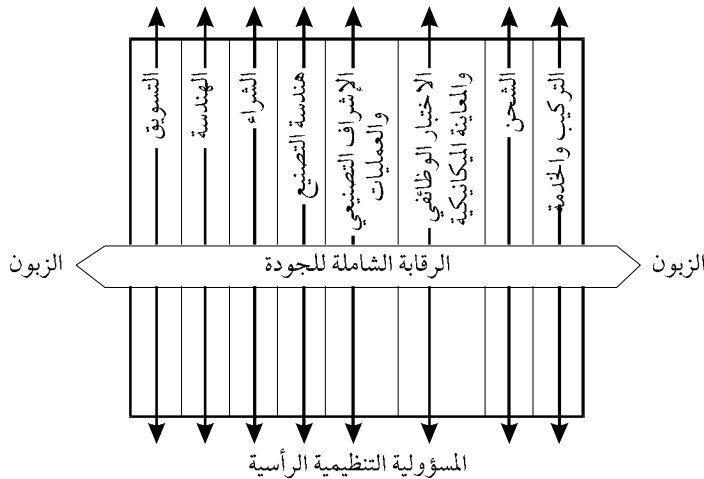 التركيب والخدمة
الشحن
الاختبار الوظائفي
والمعاينة الميكانيكية
الإشراف التصنيعي
والعمليات
هندسة التصنيع
الشراء
الهندسة
التسويق
الزبون
الرقابة الشاملة للجودة
الزبون
المسؤولية التنظيمية الرأسية